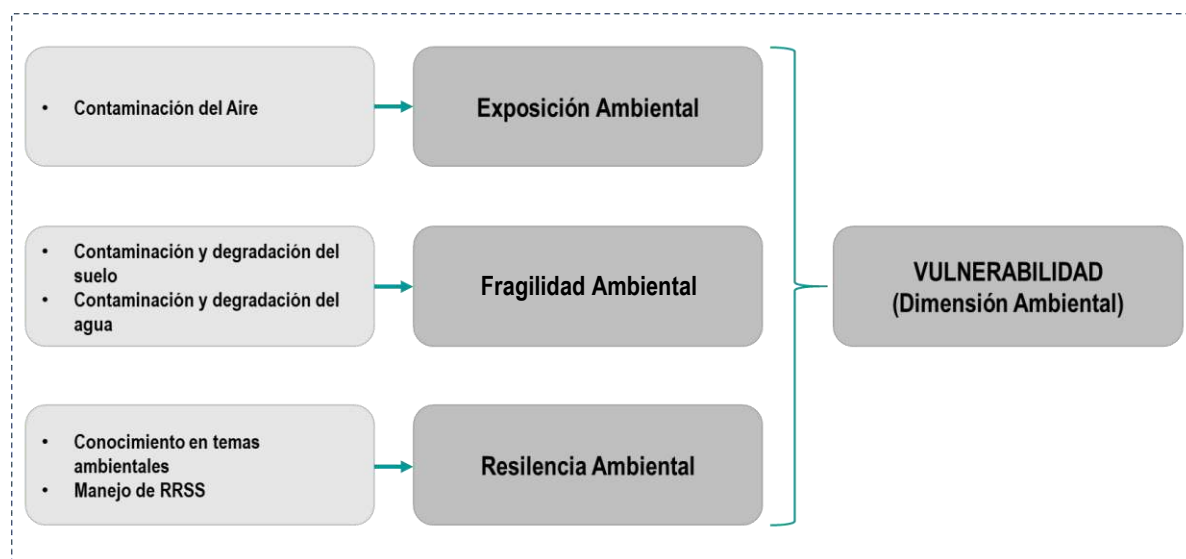 • Contaminación del Aire
Exposición Ambiental
• Contaminación y degradación del
suelo
• Contaminación y degradación del
agua
Fragilidad Ambiental
VULNERABILIDAD
(Dimensión Ambiental)
• Conocimiento en temas
ambientales
• Manejo de RRSS
Resilencia Ambiental